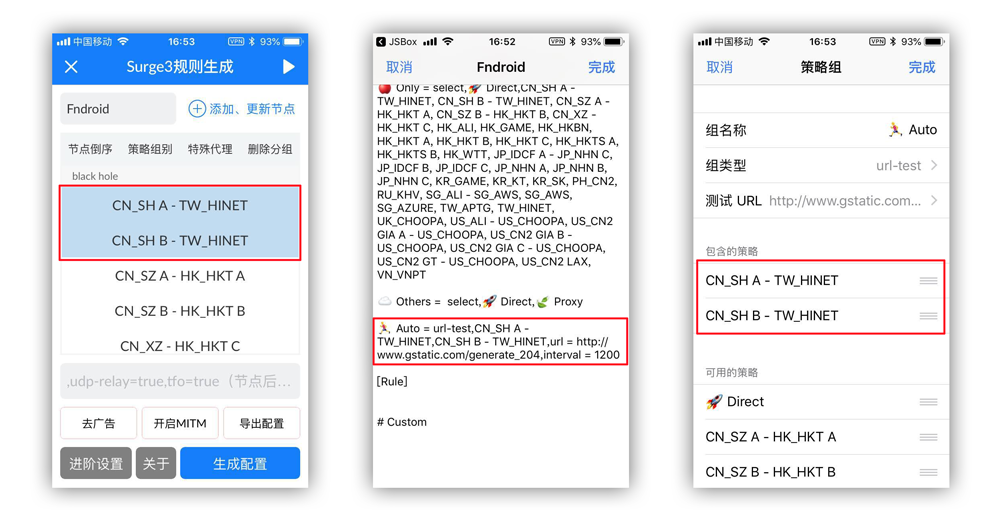 中国移动 16:53 VPN 93%
Surge3规则生成
Fndroid
添加、更新节点
节点倒序 策略组别 特殊代理 删除分组
black hole
CN_SH A - TW_HINET
CN_SH B - TW_HINET
CN_SZ A - HK_HKT A
CN_SZ B - HK_HKT B
CN_XZ - HK_HKT C
,udp-relay=true,tfo=true（节点后...
去广告 开启MITM 导出配置
进阶设置 关于 生成配置
JSBox 16:52 VPN 93%
取消 Fndroid 完成
🍎 Only = select,🚀 Direct,CN_SH A -
TW_HINET, CN_SH B - TW_HINET, CN_SZ A -
HK_HKT A, CN_SZ B - HK_HKT B, CN_XZ -
HK_HKT C, HK_ALI, HK_GAME, HK_HKBN,
HK_HKT A, HK_HKT B, HK_HKT C, HK_HKTS A,
HK_HKTS B, HK_WTT, JP_IDCF A - JP_NHN C,
JP_IDCF B, JP_IDCF C, JP_NHN A, JP_NHN B,
JP_NHN C, KR_GAME, KR_KT, KR_SK, PH_CN2,
RU_KHV, SG_ALI - SG_AWS, SG_AWS,
SG_AZURE, TW_APTG, TW_HINET,
UK_CHOOPA, US_ALI - US_CHOOPA, US_CN2
GIA A - US_CHOOPA, US_CN2 GIA B -
US_CHOOPA, US_CN2 GIA C - US_CHOOPA,
US_CN2 GT - US_CHOOPA, US_CN2 LAX,
VN_VNPT
☁️ Others = select,🚀 Direct,🌿 Proxy
🏃 Auto = url-test,CN_SH A -
TW_HINET,CN_SH B - TW_HINET,url = http://
www.gstatic.com/generate_204,interval = 1200
[Rule]
# Custom
中国移动 16:53 VPN 93%
取消 策略组 完成
组名称 🏃 Auto
组类型 url-test
测试 URL http://www.gstatic.com...
包含的策略
CN_SH A - TW_HINET
CN_SH B - TW_HINET
可用的策略
🚀 Direct
CN_SZ A - HK_HKT A
CN_SZ B - HK_HKT B